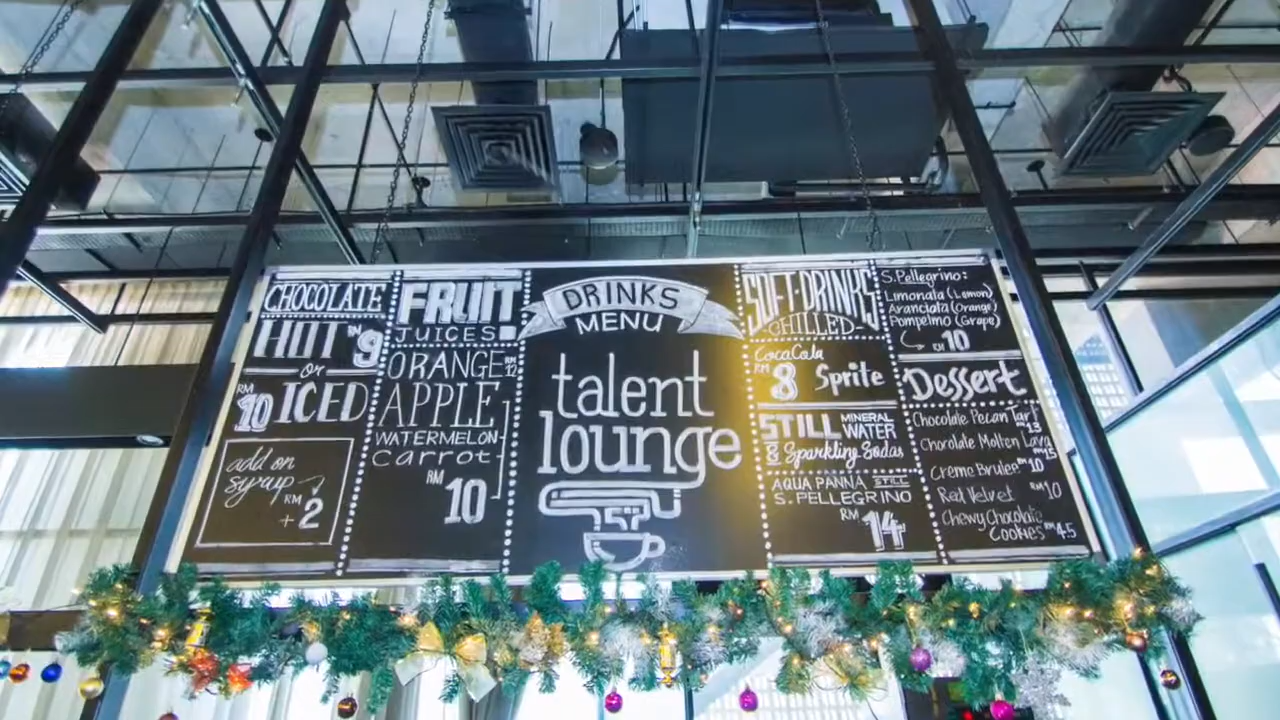 CHOCOLATE
HOT RM 9
or
RM 10 ICED
add on
syrup RM
+2
FRUIT
JUICES
ORANGE RM 12
APPLE
WATERMELON
Carrot
RM 10
DRINKS
MENU
talent
lounge
SOFT-DRINKS
-CHILLED-
CocaCola
RM 8 Sprite
STILL MINERAL WATER
& Sparkling Sodas
AQUA PANNA STILL
S. PELLEGRINO
RM 14
S.Pellegrino:
Limonata (Lemon)
Aranciata (Orange)
Pompelmo (Grape)
RM 10
Dessert
Chocolate Pecan Tart
RM 13
Chocolate Molten Lava
RM 15
Creme Brulee RM 10
Red Velvet RM 10
Chewy Chocolate
Cookies RM 4.5